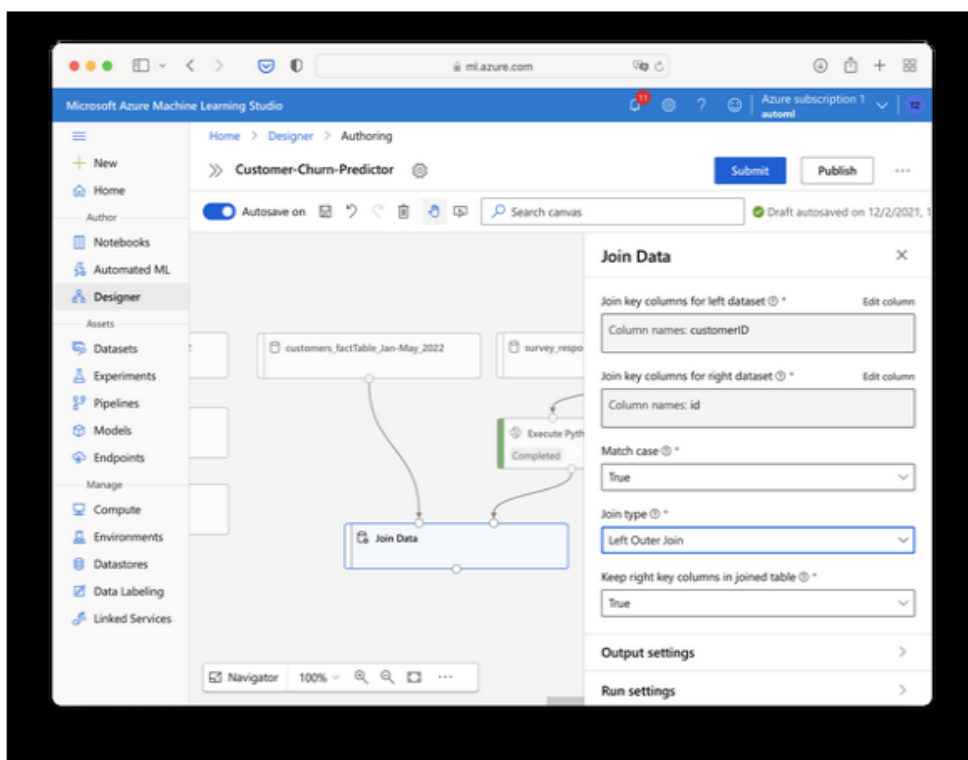 ml.azure.com
Microsoft Azure Machine Learning Studio
11
?
Azure subscription 1
automl
TZ
Home > Designer > Authoring
New
Home
Author
Notebooks
Automated ML
Designer
Assets
Datasets
Experiments
Pipelines
Models
Endpoints
Manage
Compute
Environments
Datastores
Data Labeling
Linked Services
Customer-Churn-Predictor
Submit
Publish
Autosave on
Search canvas
Draft autosaved on 12/2/2021, 1
customers_factTable_Jan-May_2022
survey_respo
Execute Pyth
Completed
Join Data
Navigator
100%
Join Data
Join key columns for left dataset *
Edit column
Column names: customerID
Join key columns for right dataset *
Edit column
Column names: id
Match case *
True
Join type *
Left Outer Join
Keep right key columns in joined table *
True
Output settings
Run settings